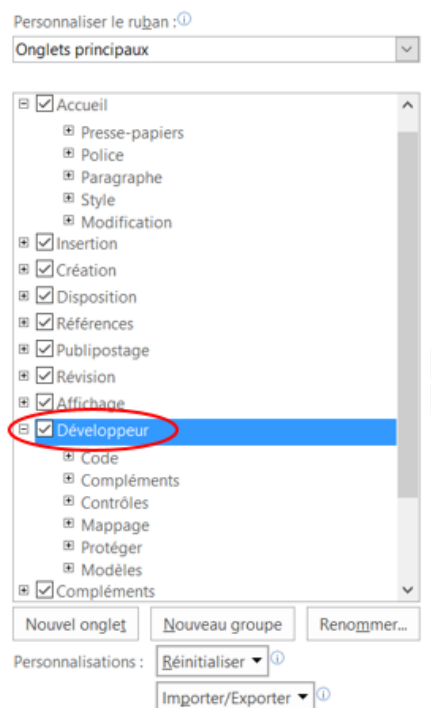 Personnaliser le ruban :
Onglets principaux
Accueil
Presse-papiers
Police
Paragraphe
Style
Modification
Insertion
Création
Disposition
Références
Publipostage
Révision
Affichage
Développeur
Code
Compléments
Contrôles
Mappage
Protéger
Modèles
Compléments
Nouvel onglet Nouveau groupe Renommer...
Personnalisations : Réinitialiser
Importer/Exporter